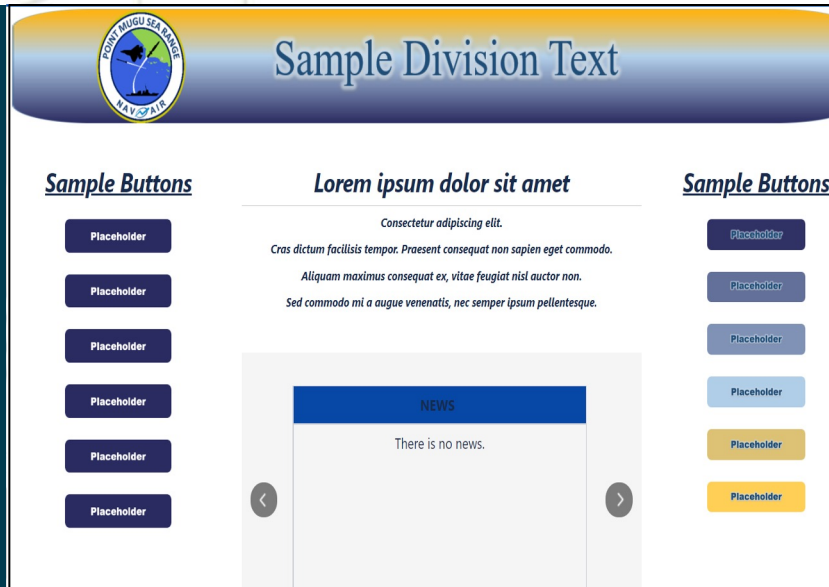 POINT MUGU SEA RANGE
NAVAIR
Sample Division Text
Sample Buttons
Placeholder
Placeholder
Placeholder
Placeholder
Placeholder
Placeholder
Lorem ipsum dolor sit amet
Consectetur adipiscing elit.
Cras dictum facilisis tempor. Praesent consequat non sapien eget commodo.
Aliquam maximus consequat ex, vitae feugiat nisl auctor non.
Sed commodo mi a augue venenatis, nec semper ipsum pellentesque.
NEWS
There is no news.
Sample Buttons
Placeholder
Placeholder
Placeholder
Placeholder
Placeholder
Placeholder